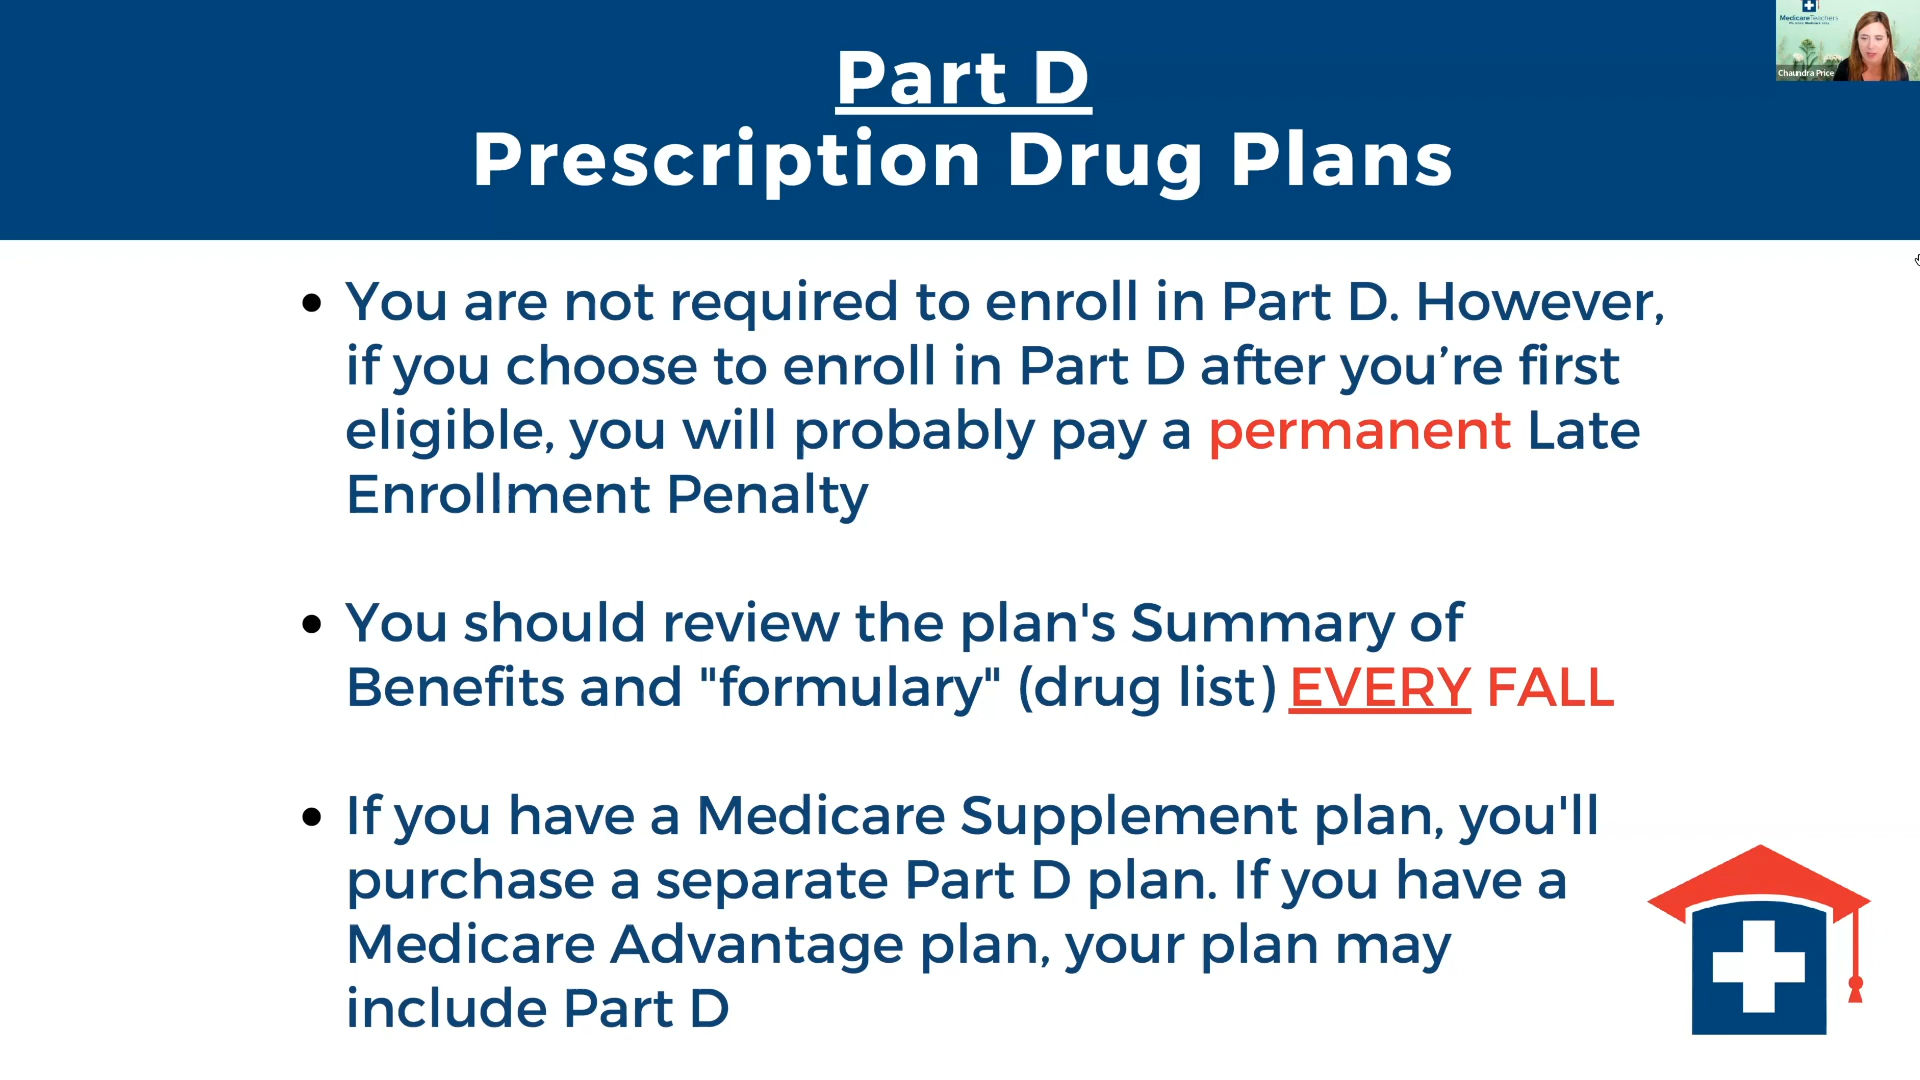 Part D
Prescription Drug Plans
MedicareTeachers
Chaundra Price
• You are not required to enroll in Part D. However,
if you choose to enroll in Part D after you’re first
eligible, you will probably pay a permanent Late
Enrollment Penalty
• You should review the plan's Summary of
Benefits and "formulary" (drug list) EVERY FALL
• If you have a Medicare Supplement plan, you'll
purchase a separate Part D plan. If you have a
Medicare Advantage plan, your plan may
include Part D